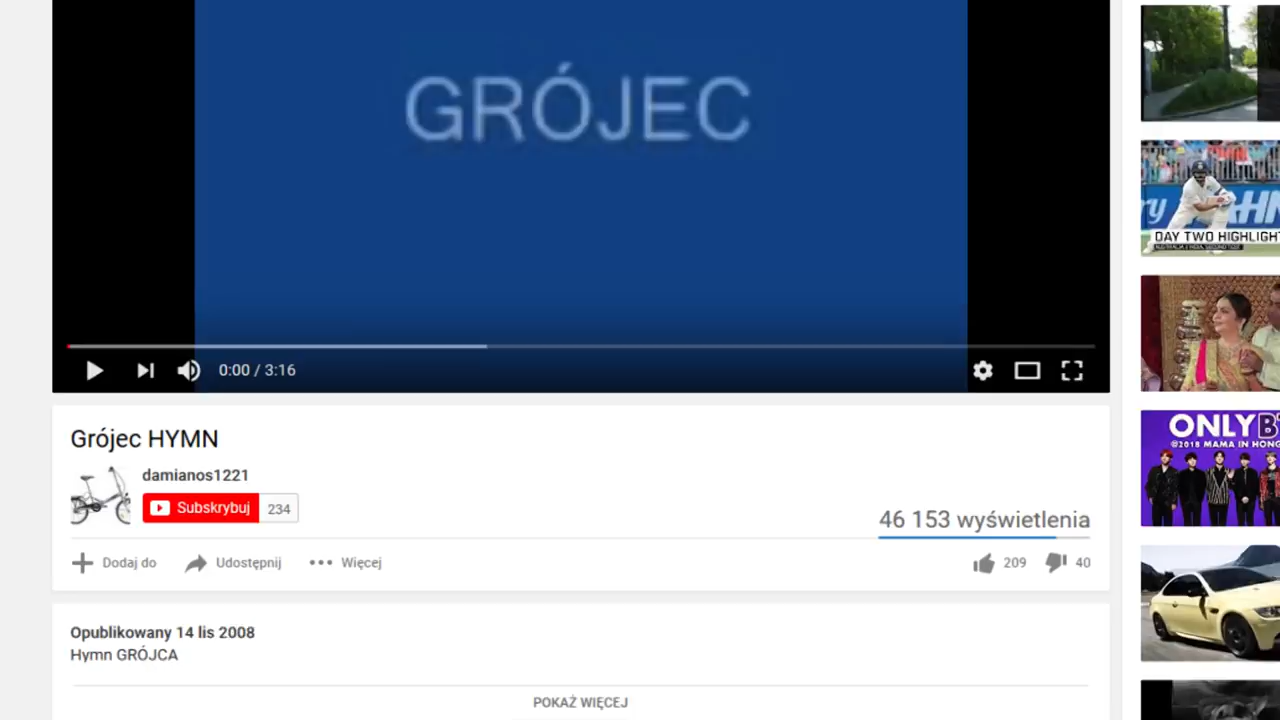 GRÓJEC
0:00 / 3:16
Grójec HYMN
damianos1221
Subskrybuj 234
46 153 wyświetlenia
Dodaj do Udostępnij Więcej 209 40
Opublikowany 14 lis 2008
Hymn GRÓJCA
POKAŻ WIĘCEJ
DAY TWO HIGHLIGHT
ONLY B
©2018 MAMA IN HONG